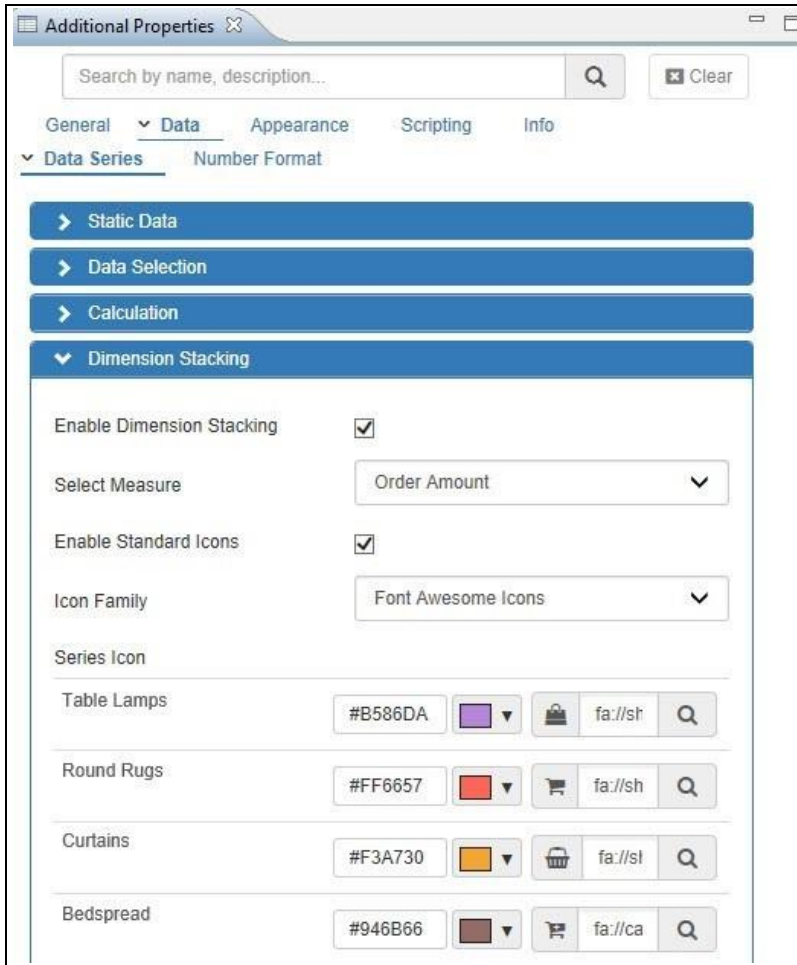 Additional Properties
Search by name, description...
Clear
General Data Appearance Scripting Info
Data Series Number Format
Static Data
Data Selection
Calculation
Dimension Stacking
Enable Dimension Stacking
Select Measure Order Amount
Enable Standard Icons
Icon Family Font Awesome Icons
Series Icon
Table Lamps #B586DA fa://sh
Round Rugs #FF6657 fa://sh
Curtains #F3A730 fa://sh
Bedspread #946B66 fa://ca